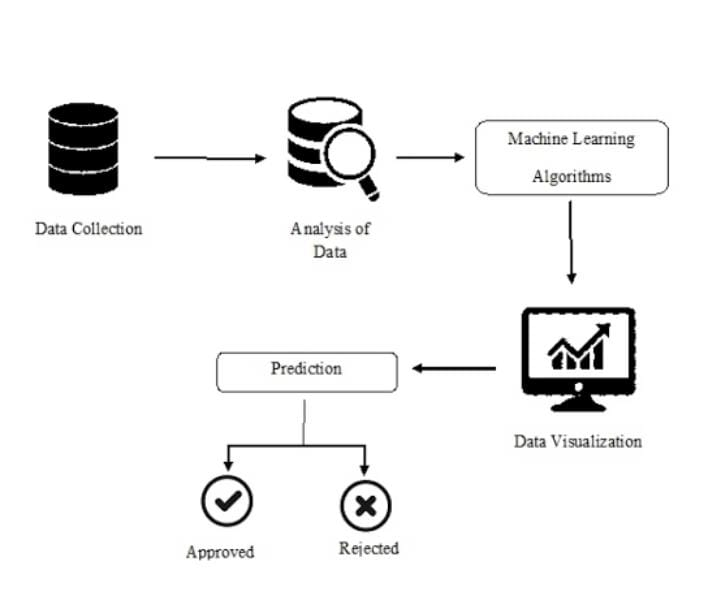 Data Collection
Analysis of
Data
Machine Learning
Algorithms
Data Visualization
Prediction
Approved
Rejected